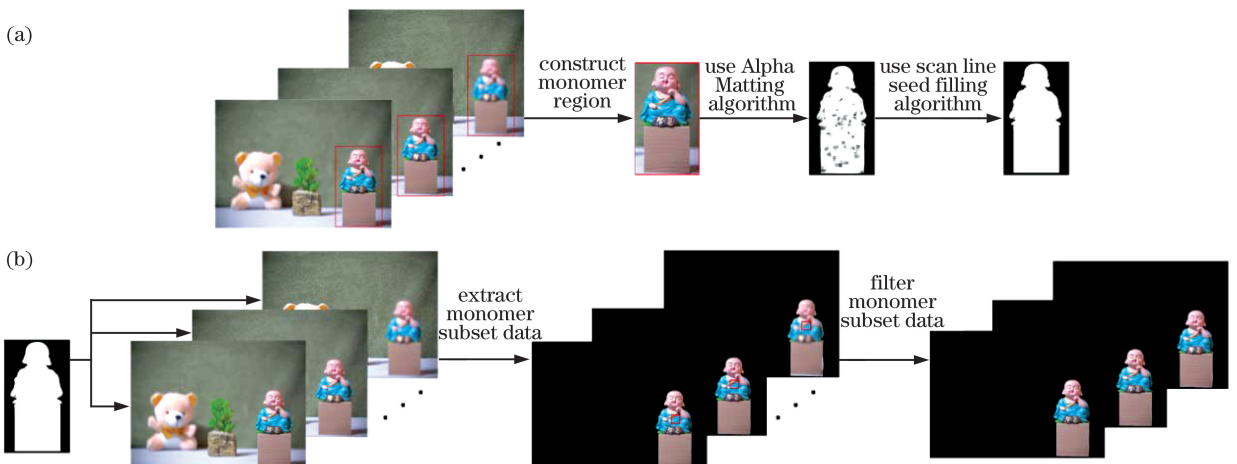 (a)
construct
monomer
region
use Alpha
Matting
algorithm
use scan line
seed filling
algorithm
(b)
extract
monomer
subset data
filter
monomer
subset data